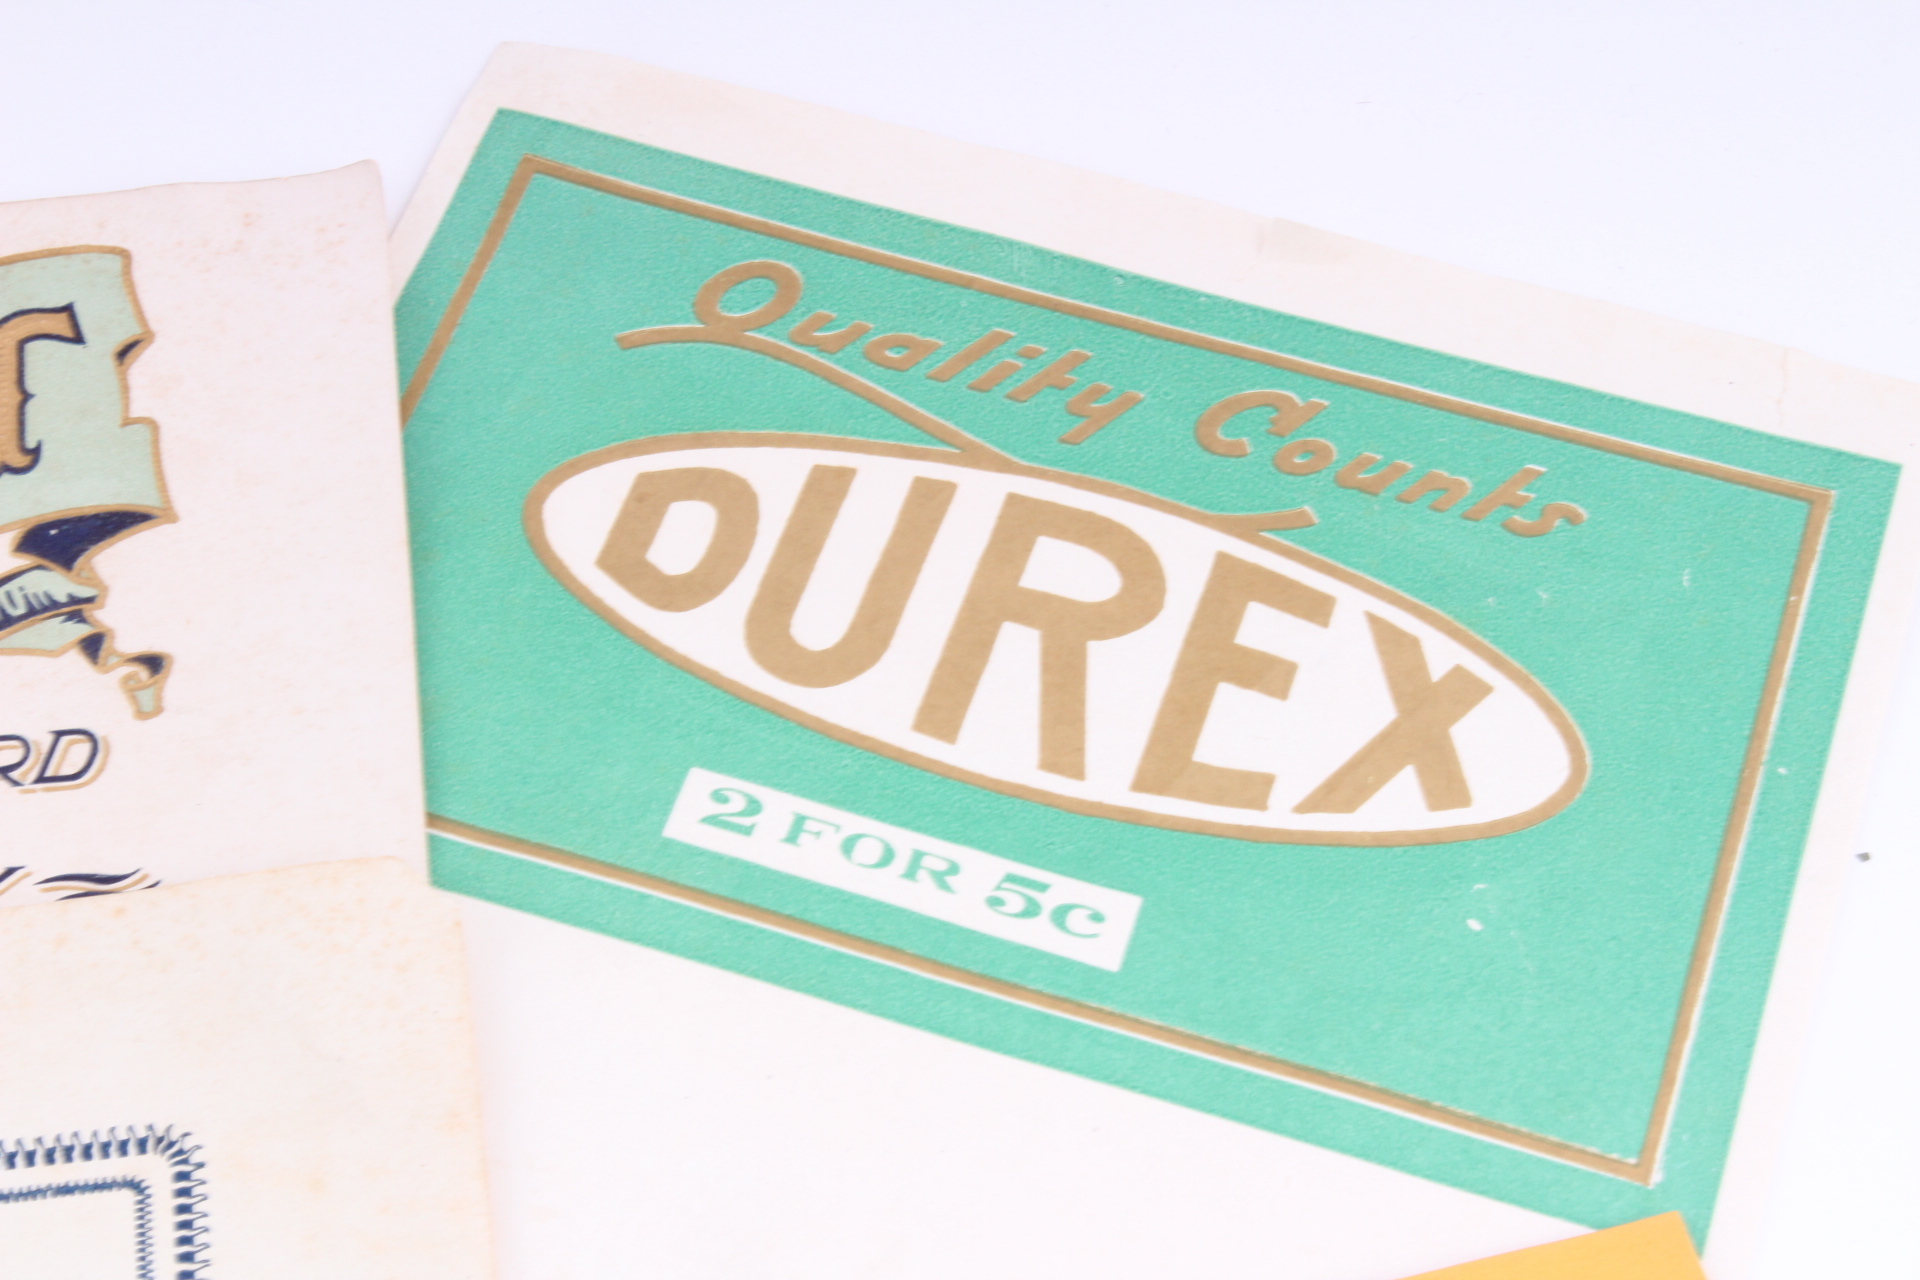 Quality Counts
DUREX
2 FOR 5c
RD